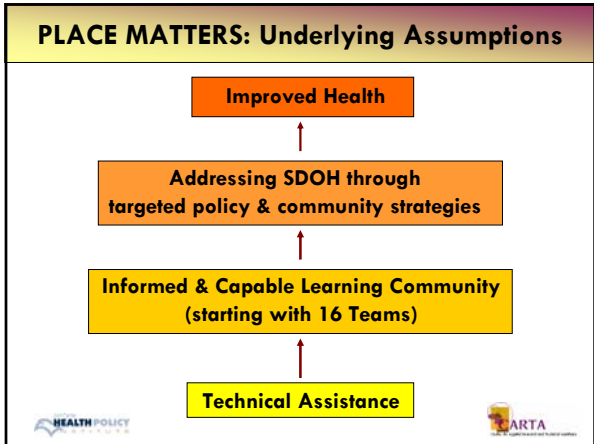 PLACE MATTERS: Underlying Assumptions
Improved Health
Addressing SDOH through
targeted policy & community strategies
Informed & Capable Learning Community
(starting with 16 Teams)
Technical Assistance
HEALTH POLICY
INSTITUTE
CARTA